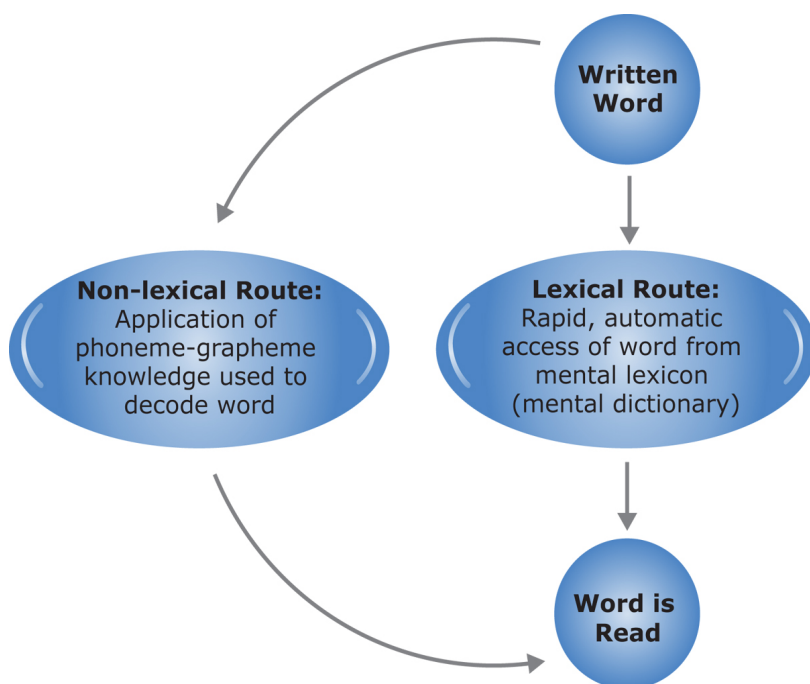 Written
Word
Non-lexical Route:
Application of
phoneme-grapheme
knowledge used to
decode word
Lexical Route:
Rapid, automatic
access of word from
mental lexicon
(mental dictionary)
Word is
Read